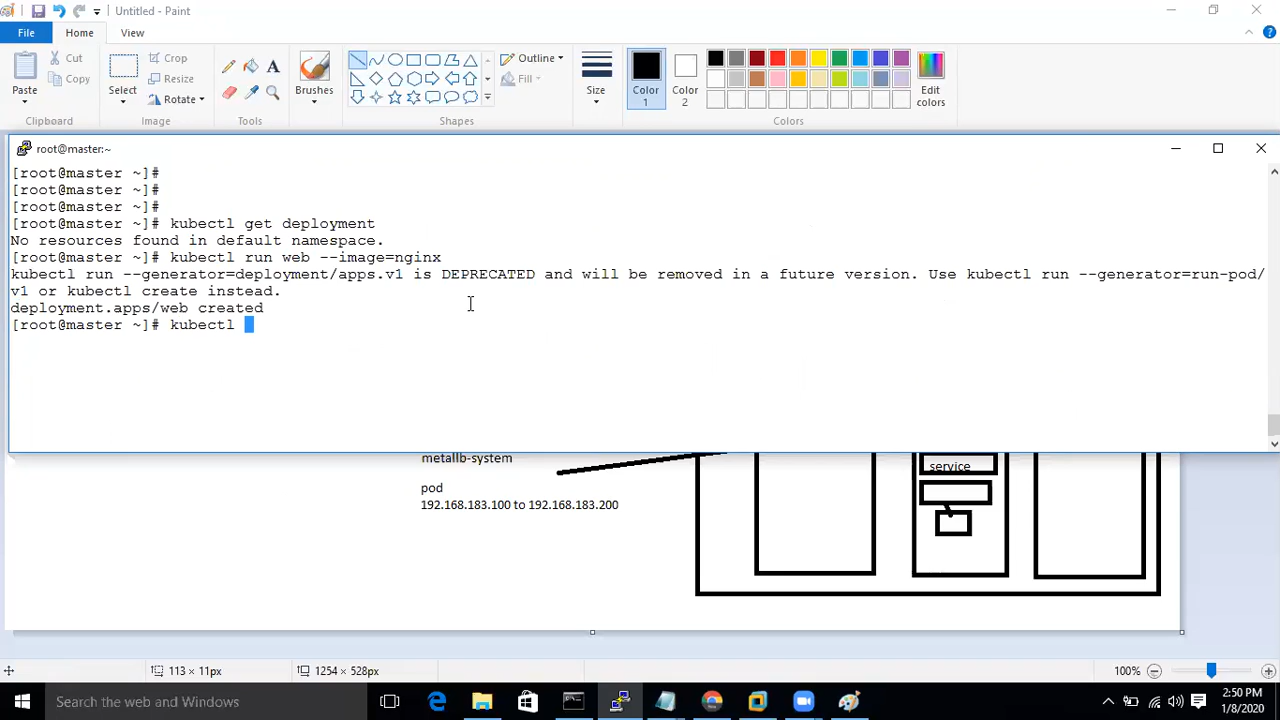 Untitled - Paint
File
Home
View
Paste
Cut
Copy
Clipboard
Select
Crop
Resize
Rotate
Image
Tools
Brushes
Shapes
Outline
Fill
Size
Color
1
Color
2
Edit
colors
Colors
root@master:~
[root@master ~]#
[root@master ~]#
[root@master ~]#
[root@master ~]# kubectl get deployment
No resources found in default namespace.
[root@master ~]# kubectl run web --image=nginx
kubectl run --generator=deployment/apps.v1 is DEPRECATED and will be removed in a future version. Use kubectl run --generator=run-pod/
v1 or kubectl create instead.
deployment.apps/web created
[root@master ~]# kubectl
metallb-system
service
pod
192.168.183.100 to 192.168.183.200
113 × 11px
1254 × 528px
100%
Search the web and Windows
2:50 PM
1/8/2020